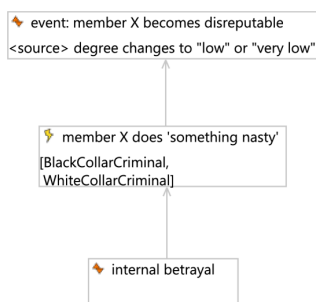 event: member X becomes disreputable
<source> degree changes to "low" or "very low"
member X does 'something nasty'
[BlackCollarCriminal,
WhiteCollarCriminal]
internal betrayal